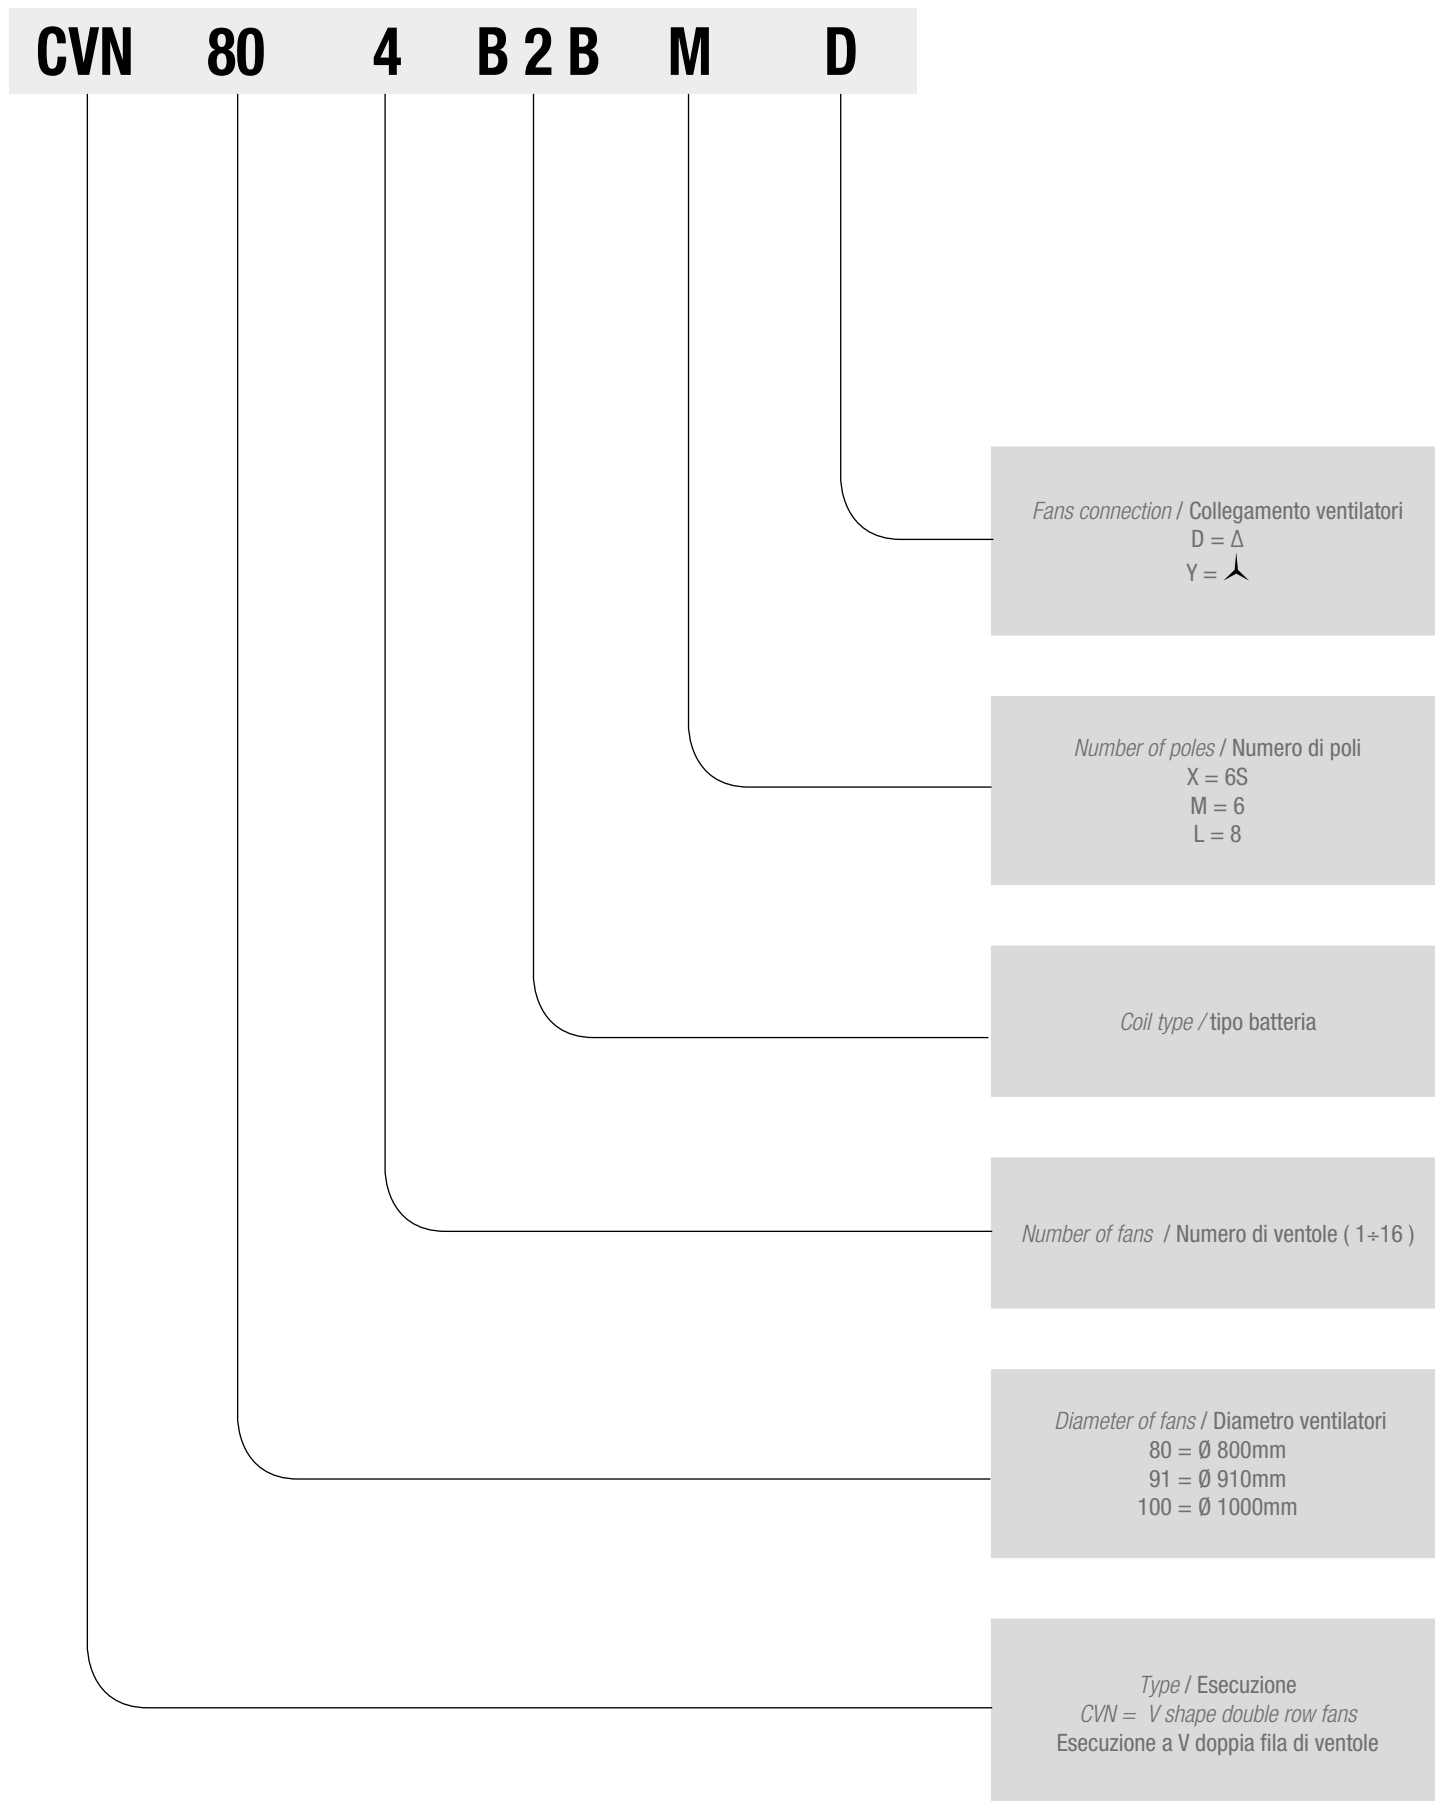 CVN 80 4 B 2 B M D
Fans connection / Collegamento ventilatori
D = Δ
Y =
Number of poles / Numero di poli
X = 6S
M = 6
L = 8
Coil type / tipo batteria
Number of fans / Numero di ventole ( 1÷16 )
Diameter of fans / Diametro ventilatori
80 = Ø 800mm
91 = Ø 910mm
100 = Ø 1000mm
Type / Esecuzione
CVN = V shape double row fans
Esecuzione a V doppia fila di ventole